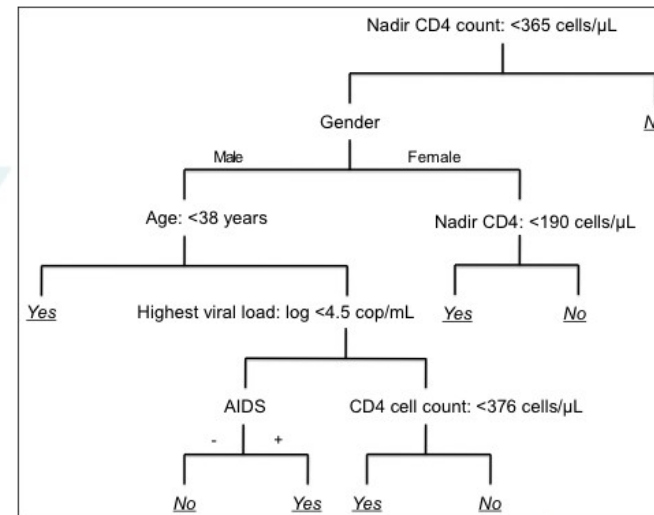 Nadir CD4 count: <365 cells/µL
Gender
Male Female
Age: <38 years Nadir CD4: <190 cells/µL
Yes Highest viral load: log <4.5 cop/mL Yes No
AIDS CD4 cell count: <376 cells/µL
- +
No Yes Yes No